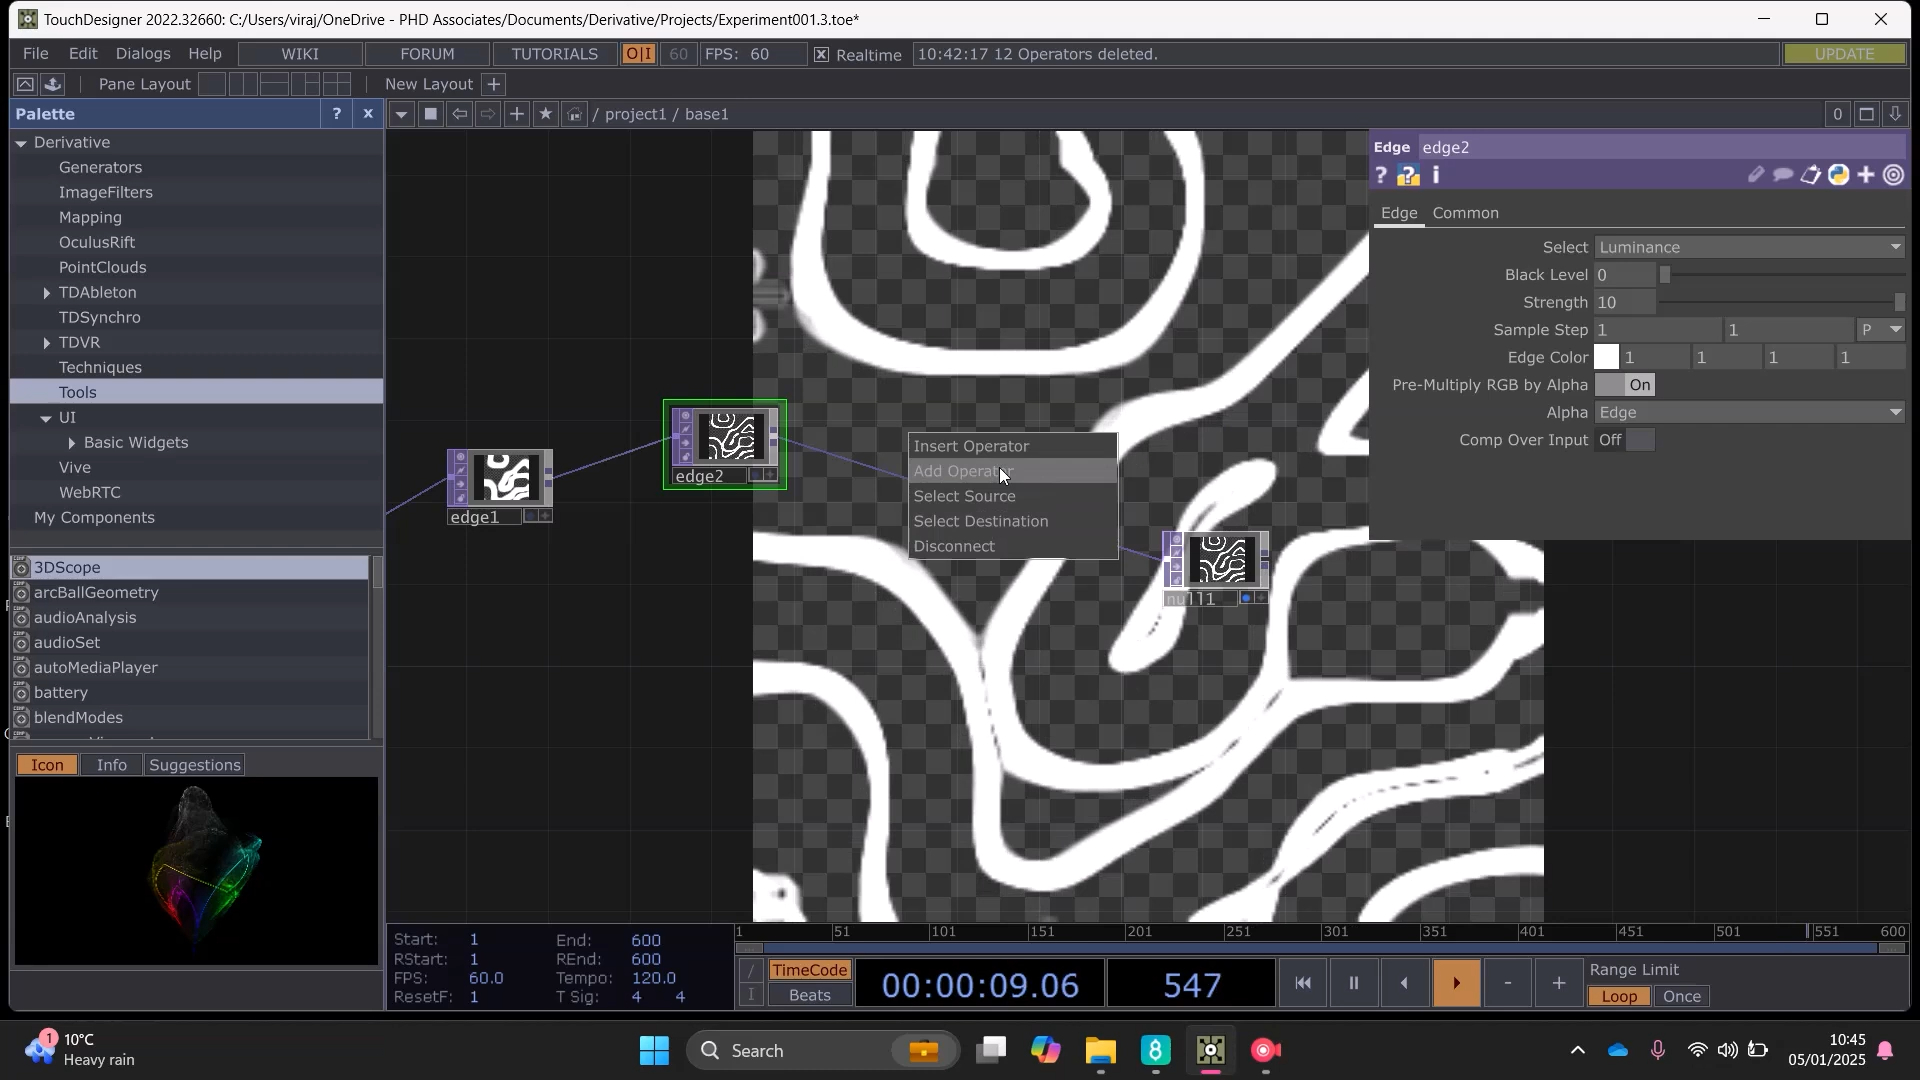 TouchDesigner 2022.32660: C:/Users/viraj/OneDrive - PHD Associates/Documents/Derivative/Projects/Experiment001.3.toe*
File Edit Dialogs Help WIKI FORUM TUTORIALS O|I 60 FPS: 60 Realtime 10:42:17 12 Operators deleted. UPDATE
Pane Layout New Layout +
Palette ? x / project1 / base1 0
Derivative
Generators
ImageFilters
Mapping
OculusRift
PointClouds
TDAbleton
TDSynchro
TDVR
Techniques
Tools
UI
Basic Widgets
Vive
WebRTC
My Components
3DScope
arcBallGeometry
audioAnalysis
audioSet
autoMediaPlayer
battery
blendModes
Icon Info Suggestions
edge1
edge2
null1
Insert Operator
Add Operator
Select Source
Select Destination
Disconnect
Edge edge2
? ? i
Edge Common
Select Luminance
Black Level 0
Strength 10
Sample Step 1 1 P
Edge Color 1 1 1 1
Pre-Multiply RGB by Alpha On
Alpha Edge
Comp Over Input Off
Start: 1 End: 600
RStart: 1 REnd: 600
FPS: 60.0 Tempo: 120.0
ResetF: 1 T Sig: 4 4
1 51 101 151 201 251 301 351 401 451 501 551 600
TimeCode 00:00:09.06 547 Range Limit
Beats Loop Once
1 10°C
Heavy rain
Search
10:45
05/01/2025